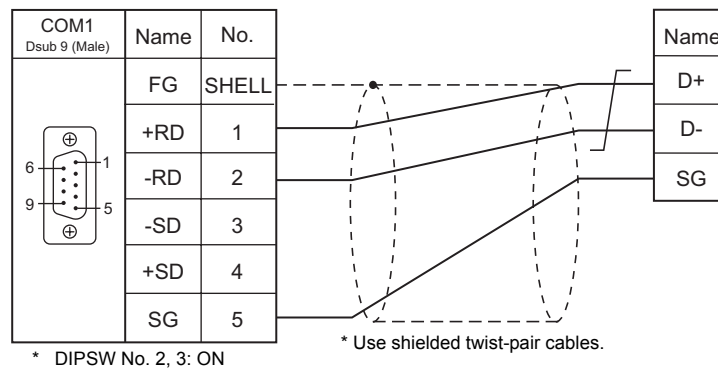 COM1
Dsub 9 (Male)
Name No.
FG SHELL
+RD 1
-RD 2
-SD 3
+SD 4
SG 5
6 1
9 5
Name
D+
D-
SG
* DIPSW No. 2, 3: ON
* Use shielded twist-pair cables.